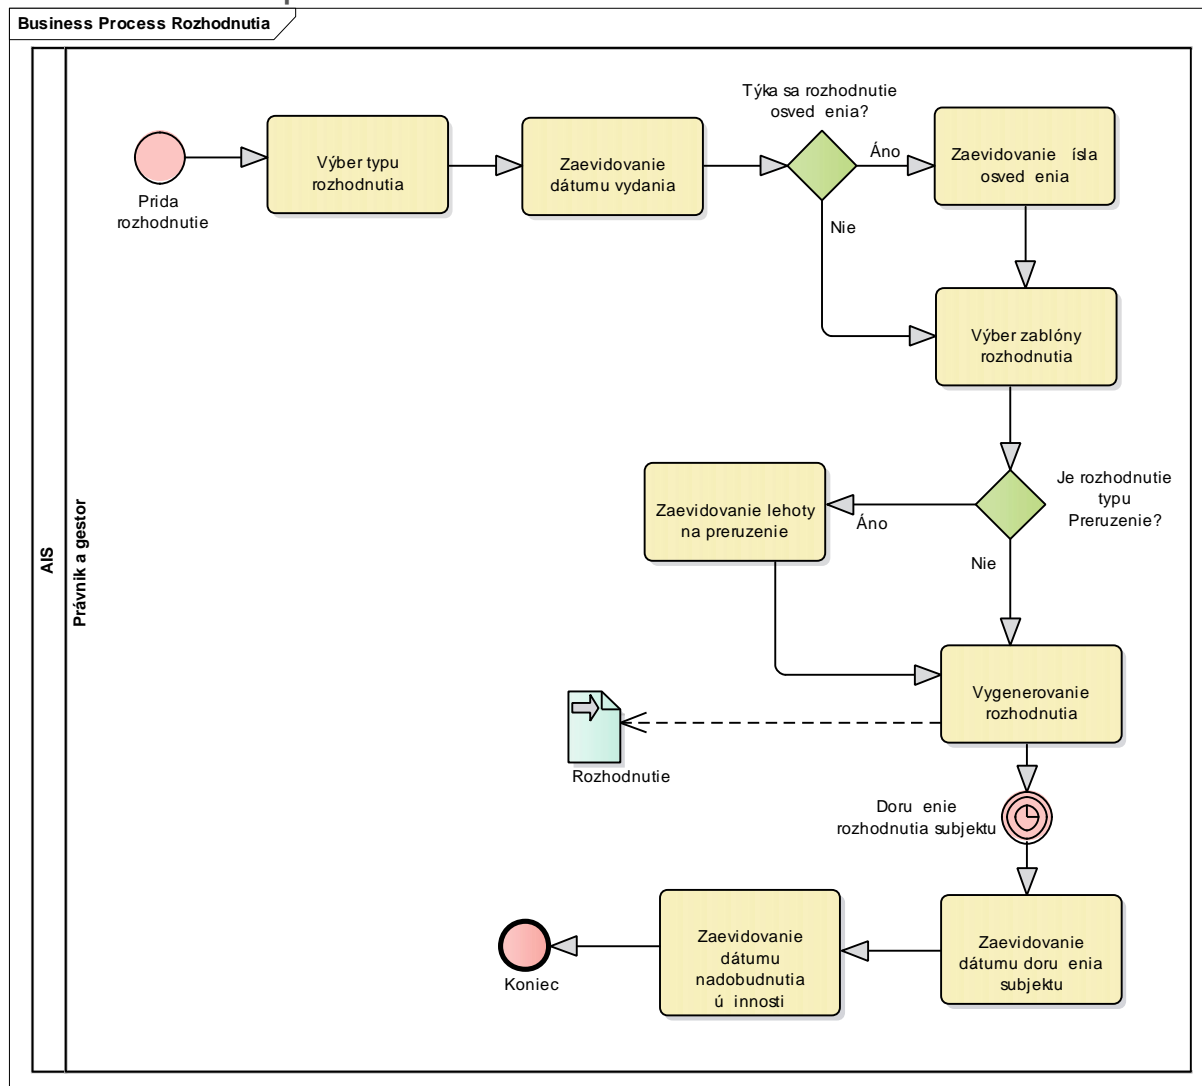 Business Process Rozhodnutia
AIS
Právnik a gestor
Prida
rozhodnutie
Výber typu
rozhodnutia
Zaevidovanie
dátumu vydania
Týka sa rozhodnutie
osved enia?
Áno
Nie
Zaevidovanie ísla
osved enia
Výber zablóny
rozhodnutia
Je rozhodnutie
typu
Preruzenie?
Áno
Nie
Zaevidovanie lehoty
na preruzenie
Vygenerovanie
rozhodnutia
Rozhodnutie
Doru enie
rozhodnutia subjektu
Zaevidovanie
dátumu doru enia
subjektu
Zaevidovanie
dátumu
nadobudnutia
ú innosti
Koniec